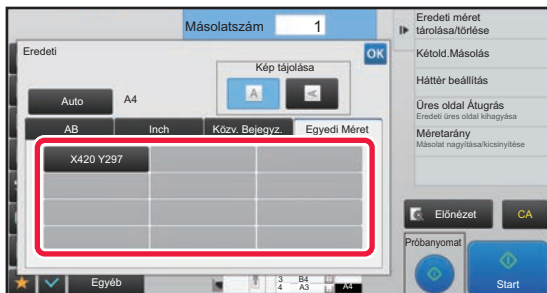 Másolatszám 1
Eredeti
OK
Kép tájolása
A A
Auto A4
AB Inch Közv. Bejegyz. Egyedi Méret
X420 Y297
Egyéb
3 B4
4 A3 A4
Eredeti méret
tárolása/törlése
Kétold.Másolás
Háttér beállítás
Üres oldal Átugrás
Eredeti üres oldal kihagyása
Méretarány
Másolat nagyítása/kicsinyítése
Előnézet CA
Próbanyomat
Start